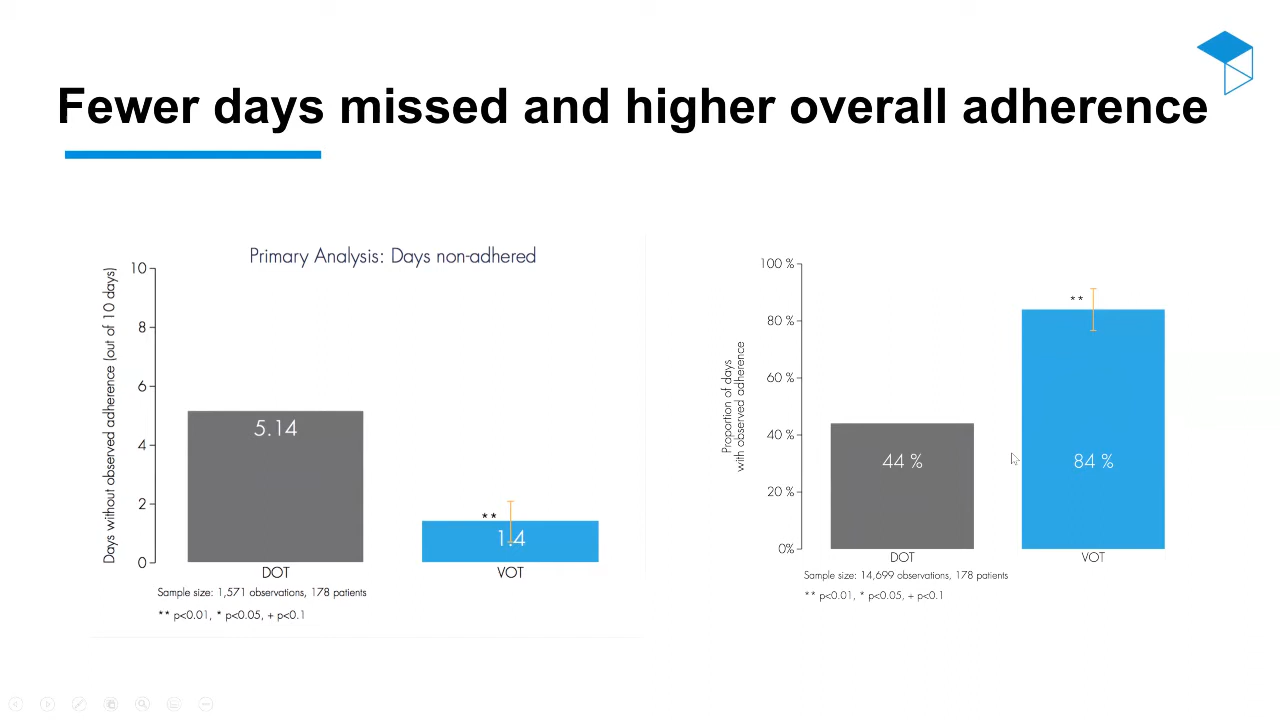 Fewer days missed and higher overall adherence
Primary Analysis: Days non-adhered
Days without observed adherence (out of 10 days)
10
8
6
4
2
0
5.14
**
1.4
DOT
VOT
Sample size: 1,571 observations, 178 patients
** p<0.01, * p<0.05, + p<0.1
Proportion of days
with observed adherence
100 %
80 %
60 %
40 %
20 %
0%
44 %
**
84 %
DOT
VOT
Sample size: 14,699 observations, 178 patients
** p<0.01, * p<0.05, + p<0.1